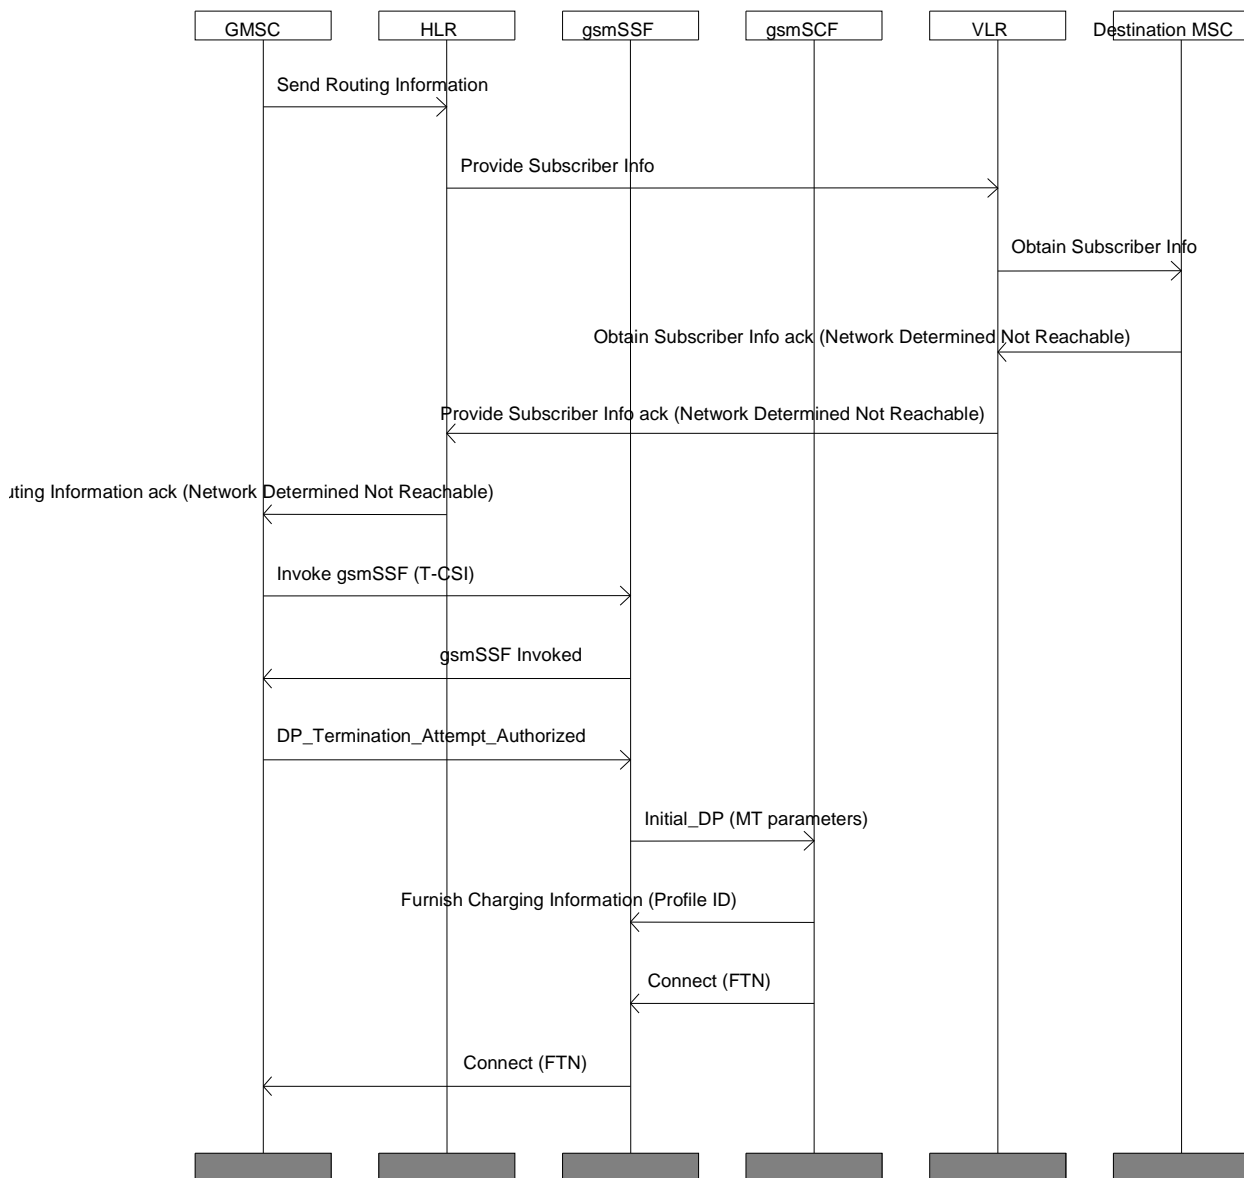 GMSC HLR gsmSSF gsmSCF VLR Destination MSC
Send Routing Information
Provide Subscriber Info
Obtain Subscriber Info
Obtain Subscriber Info ack (Network Determined Not Reachable)
Provide Subscriber Info ack (Network Determined Not Reachable)
uting Information ack (Network Determined Not Reachable)
Invoke gsmSSF (T-CSI)
gsmSSF Invoked
DP_Termination_Attempt_Authorized
Initial_DP (MT parameters)
Furnish Charging Information (Profile ID)
Connect (FTN)
Connect (FTN)